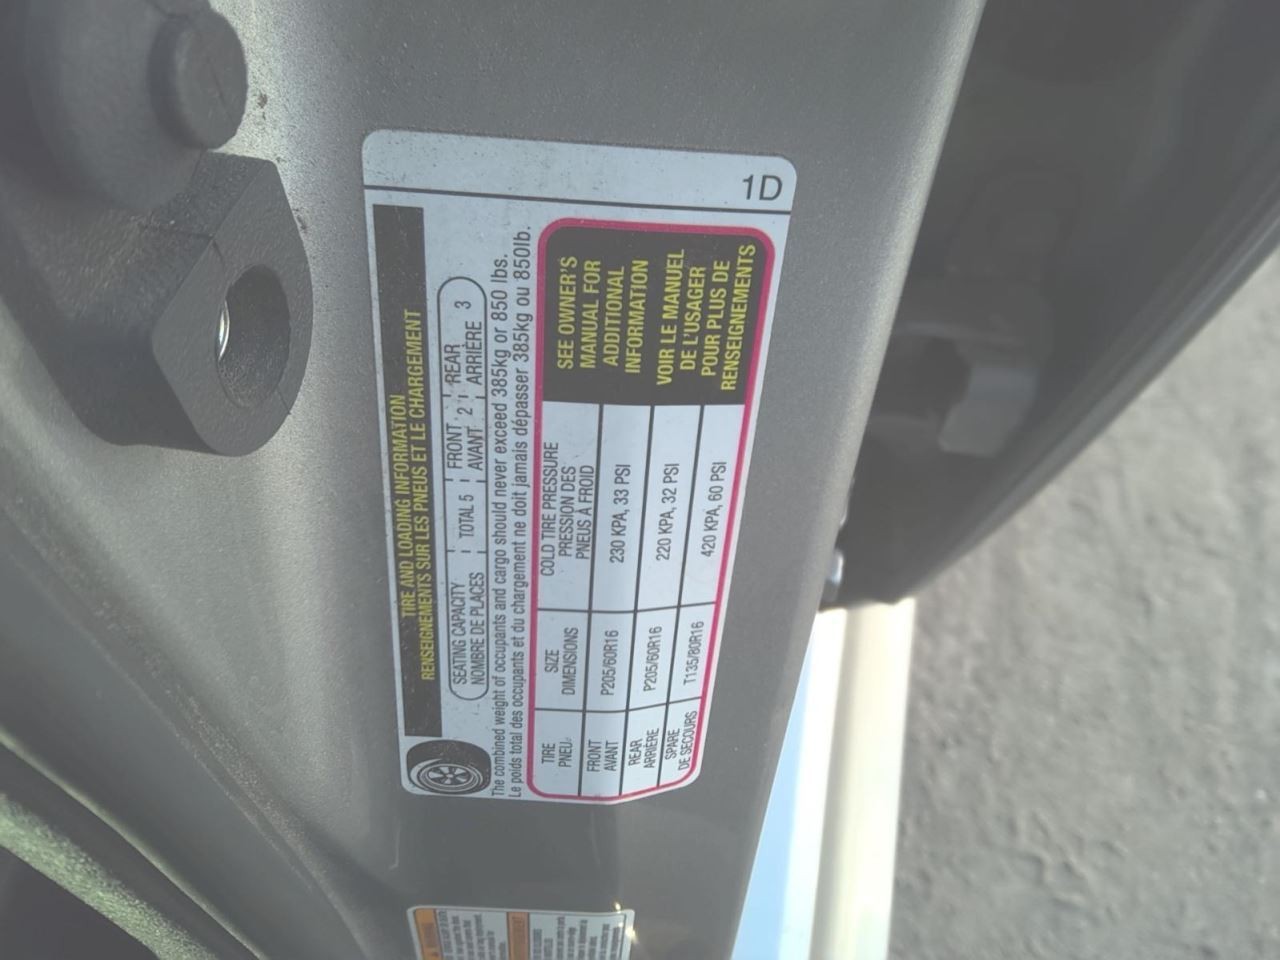 1D
TIRE AND LOADING INFORMATION
RENSEIGNEMENTS SUR LES PNEUS ET LE CHARGEMENT
SEATING CAPACITY TOTAL 5 FRONT 2 REAR 3
NOMBRE DE PLACES AVANT ARRIÈRE
The combined weight of occupants and cargo should never exceed 385kg or 850 lbs.
Le poids total des occupants et du chargement ne doit jamais dépasser 385kg ou 850lb.
TIRE SIZE COLD TIRE PRESSURE
PNEU DIMENSIONS PRESSION DES
PNEUS À FROID
FRONT P205/60R16 230 KPA, 33 PSI
AVANT
REAR P205/60R16 220 KPA, 32 PSI
ARRIÈRE
SPARE T135/80R16 420 KPA, 60 PSI
DE SECOURS
SEE OWNER'S
MANUAL FOR
ADDITIONAL
INFORMATION
VOIR LE MANUEL
DE L'USAGER
POUR PLUS DE
RENSEIGNEMENTS